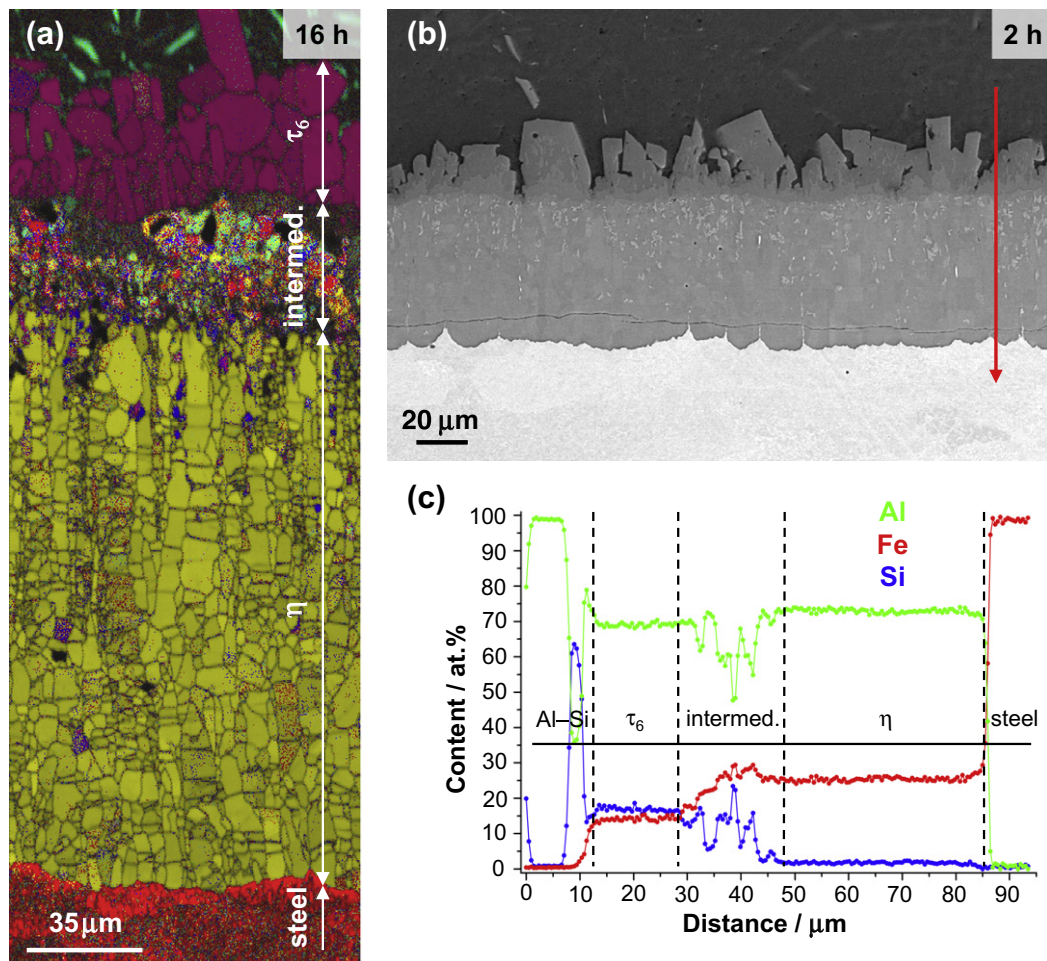 (a)
16 h
τ6
intermed.
η
steel
35 μm
(b)
2 h
20 μm
(c)
Al
Fe
Si
100
90
80
70
60
50
40
30
20
10
0
Content / at.%
Al–Si
τ6
intermed.
η
steel
0 10 20 30 40 50 60 70 80 90
Distance / μm